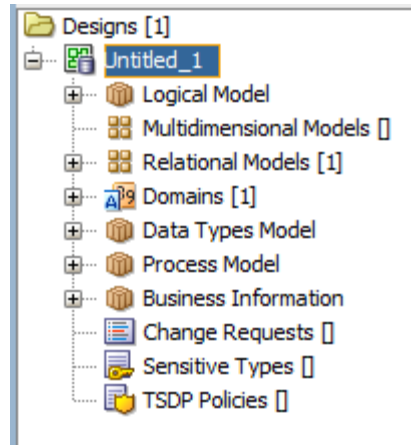 Designs [1]
Untitled_1
Logical Model
Multidimensional Models []
Relational Models [1]
Domains [1]
Data Types Model
Process Model
Business Information
Change Requests []
Sensitive Types []
TSDP Policies []